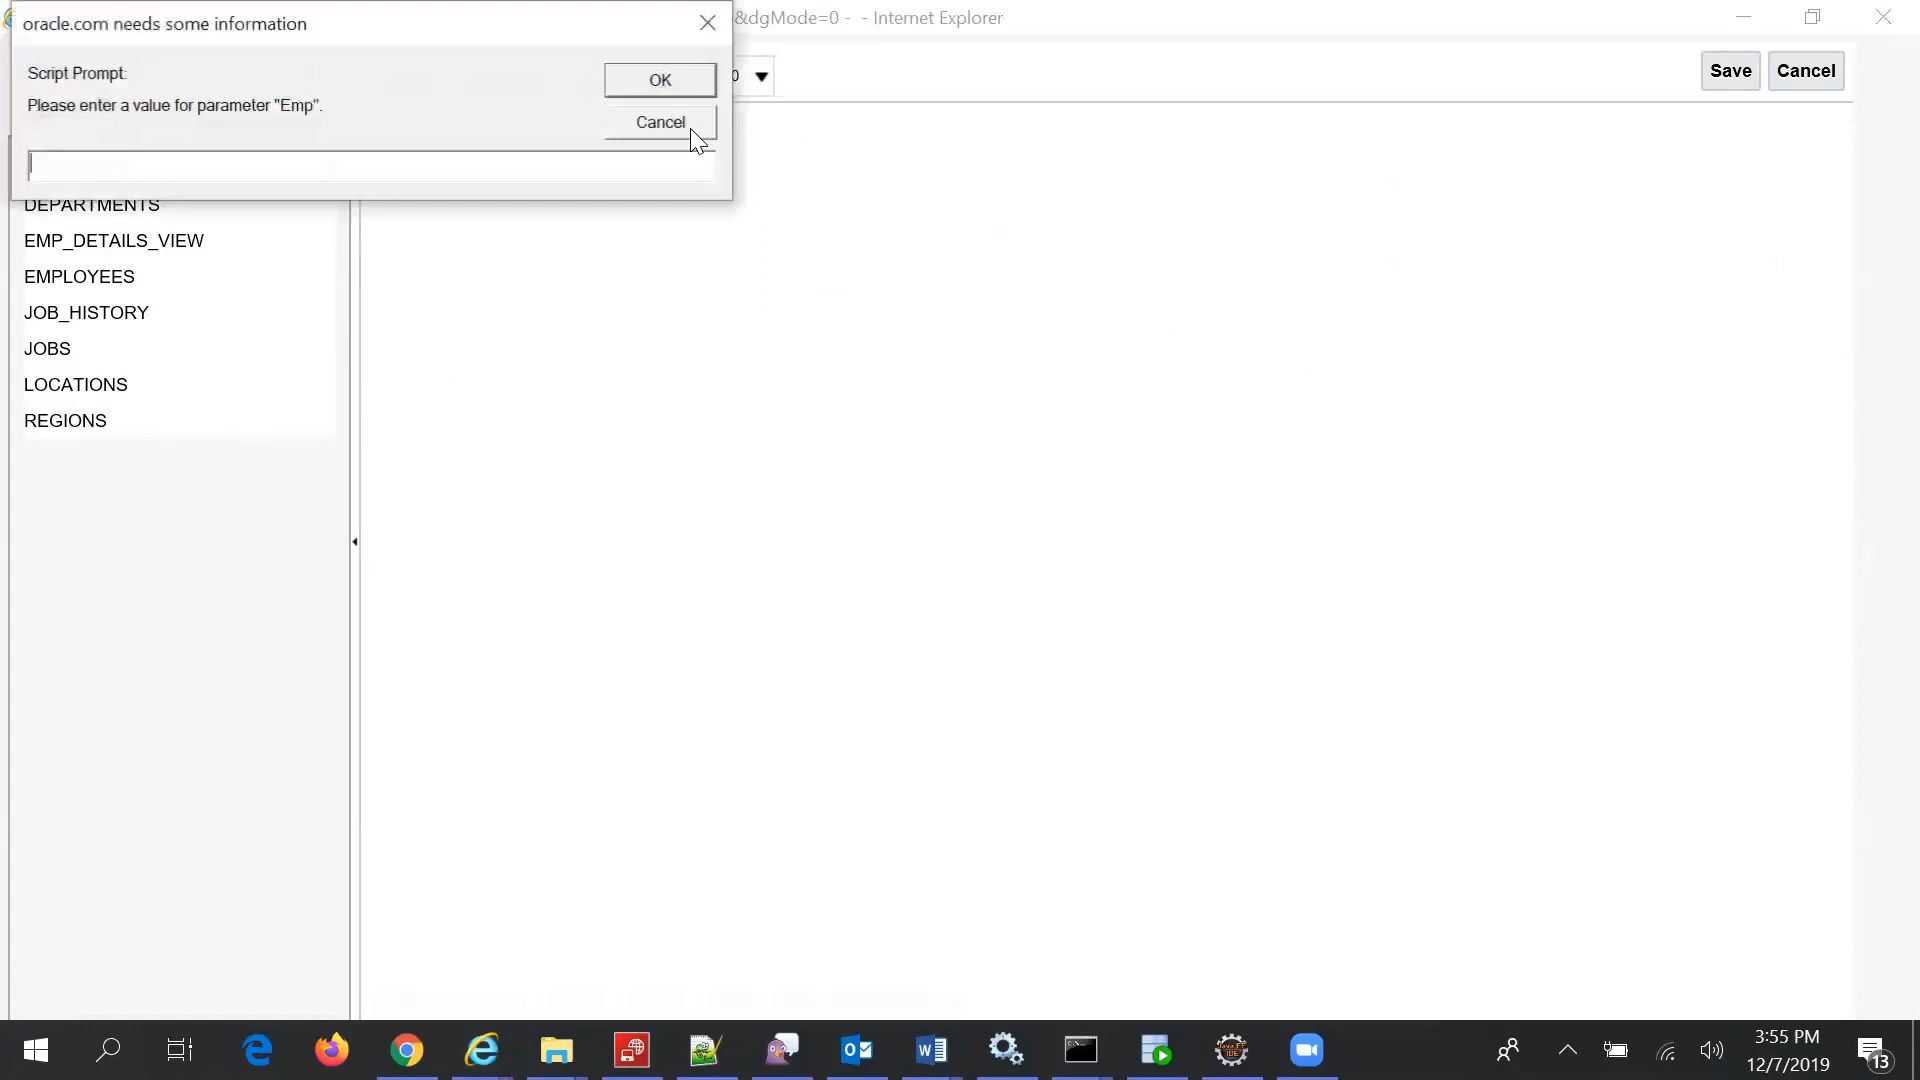 oracle.com needs some information
&dgMode=0 - - Internet Explorer
Script Prompt:
Please enter a value for parameter "Emp".
OK
Cancel
0
Save
Cancel
DEPARTMENTS
EMP_DETAILS_VIEW
EMPLOYEES
JOB_HISTORY
JOBS
LOCATIONS
REGIONS
3:55 PM
12/7/2019
13